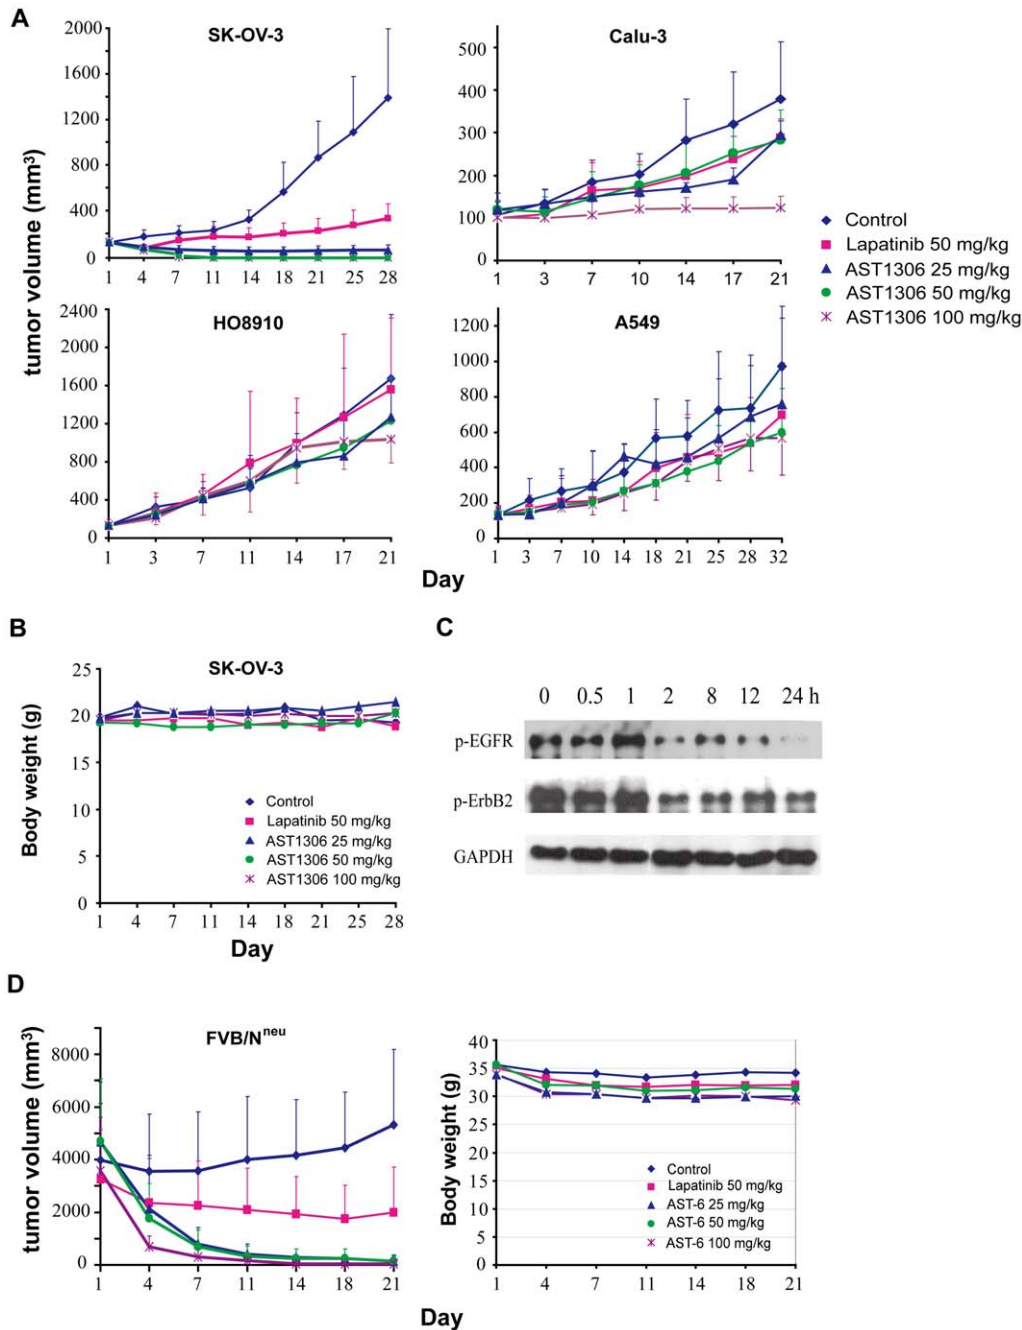 A
SK-OV-3
2000
1600
1200
800
400
0
1 4 7 11 14 18 21 25 28
Calu-3
500
400
300
200
100
0
1 3 7 10 14 17 21
Control
Lapatinib 50 mg/kg
AST1306 25 mg/kg
AST1306 50 mg/kg
AST1306 100 mg/kg
tumor volume (mm³)
HO8910
2400
2000
1600
1200
800
400
0
1 3 7 11 14 17 21
A549
1200
1000
800
600
400
200
0
1 3 7 10 14 18 21 25 28 32
Day
B
SK-OV-3
25
20
15
10
5
0
Body weight (g)
Control
Lapatinib 50 mg/kg
AST1306 25 mg/kg
AST1306 50 mg/kg
AST1306 100 mg/kg
1 4 7 11 14 18 21 25 28
Day
C
0 0.5 1 2 8 12 24 h
p-EGFR
p-ErbB2
GAPDH
D
FVB/Nneu
8000
6000
4000
2000
0
tumor volume (mm³)
1 4 7 11 14 18 21
40
35
30
25
20
15
10
5
0
Body weight (g)
Control
Lapatinib 50 mg/kg
AST-6 25 mg/kg
AST-6 50 mg/kg
AST-6 100 mg/kg
1 4 7 11 14 18 21
Day